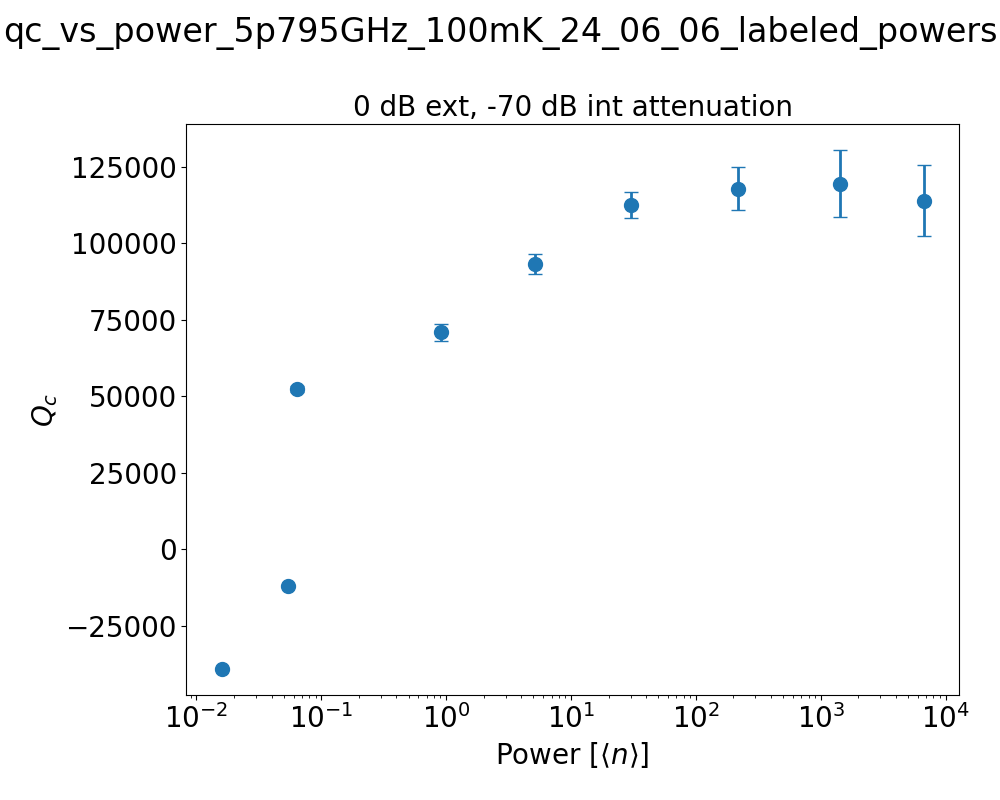 qc_vs_power_5p795GHz_100mK_24_06_06_labeled_powers
0 dB ext, -70 dB int attenuation
125000
100000
75000
50000
25000
0
−25000
Q_c
10^{-2} 10^{-1} 10^0 10^1 10^2 10^3 10^4
Power [⟨n⟩]